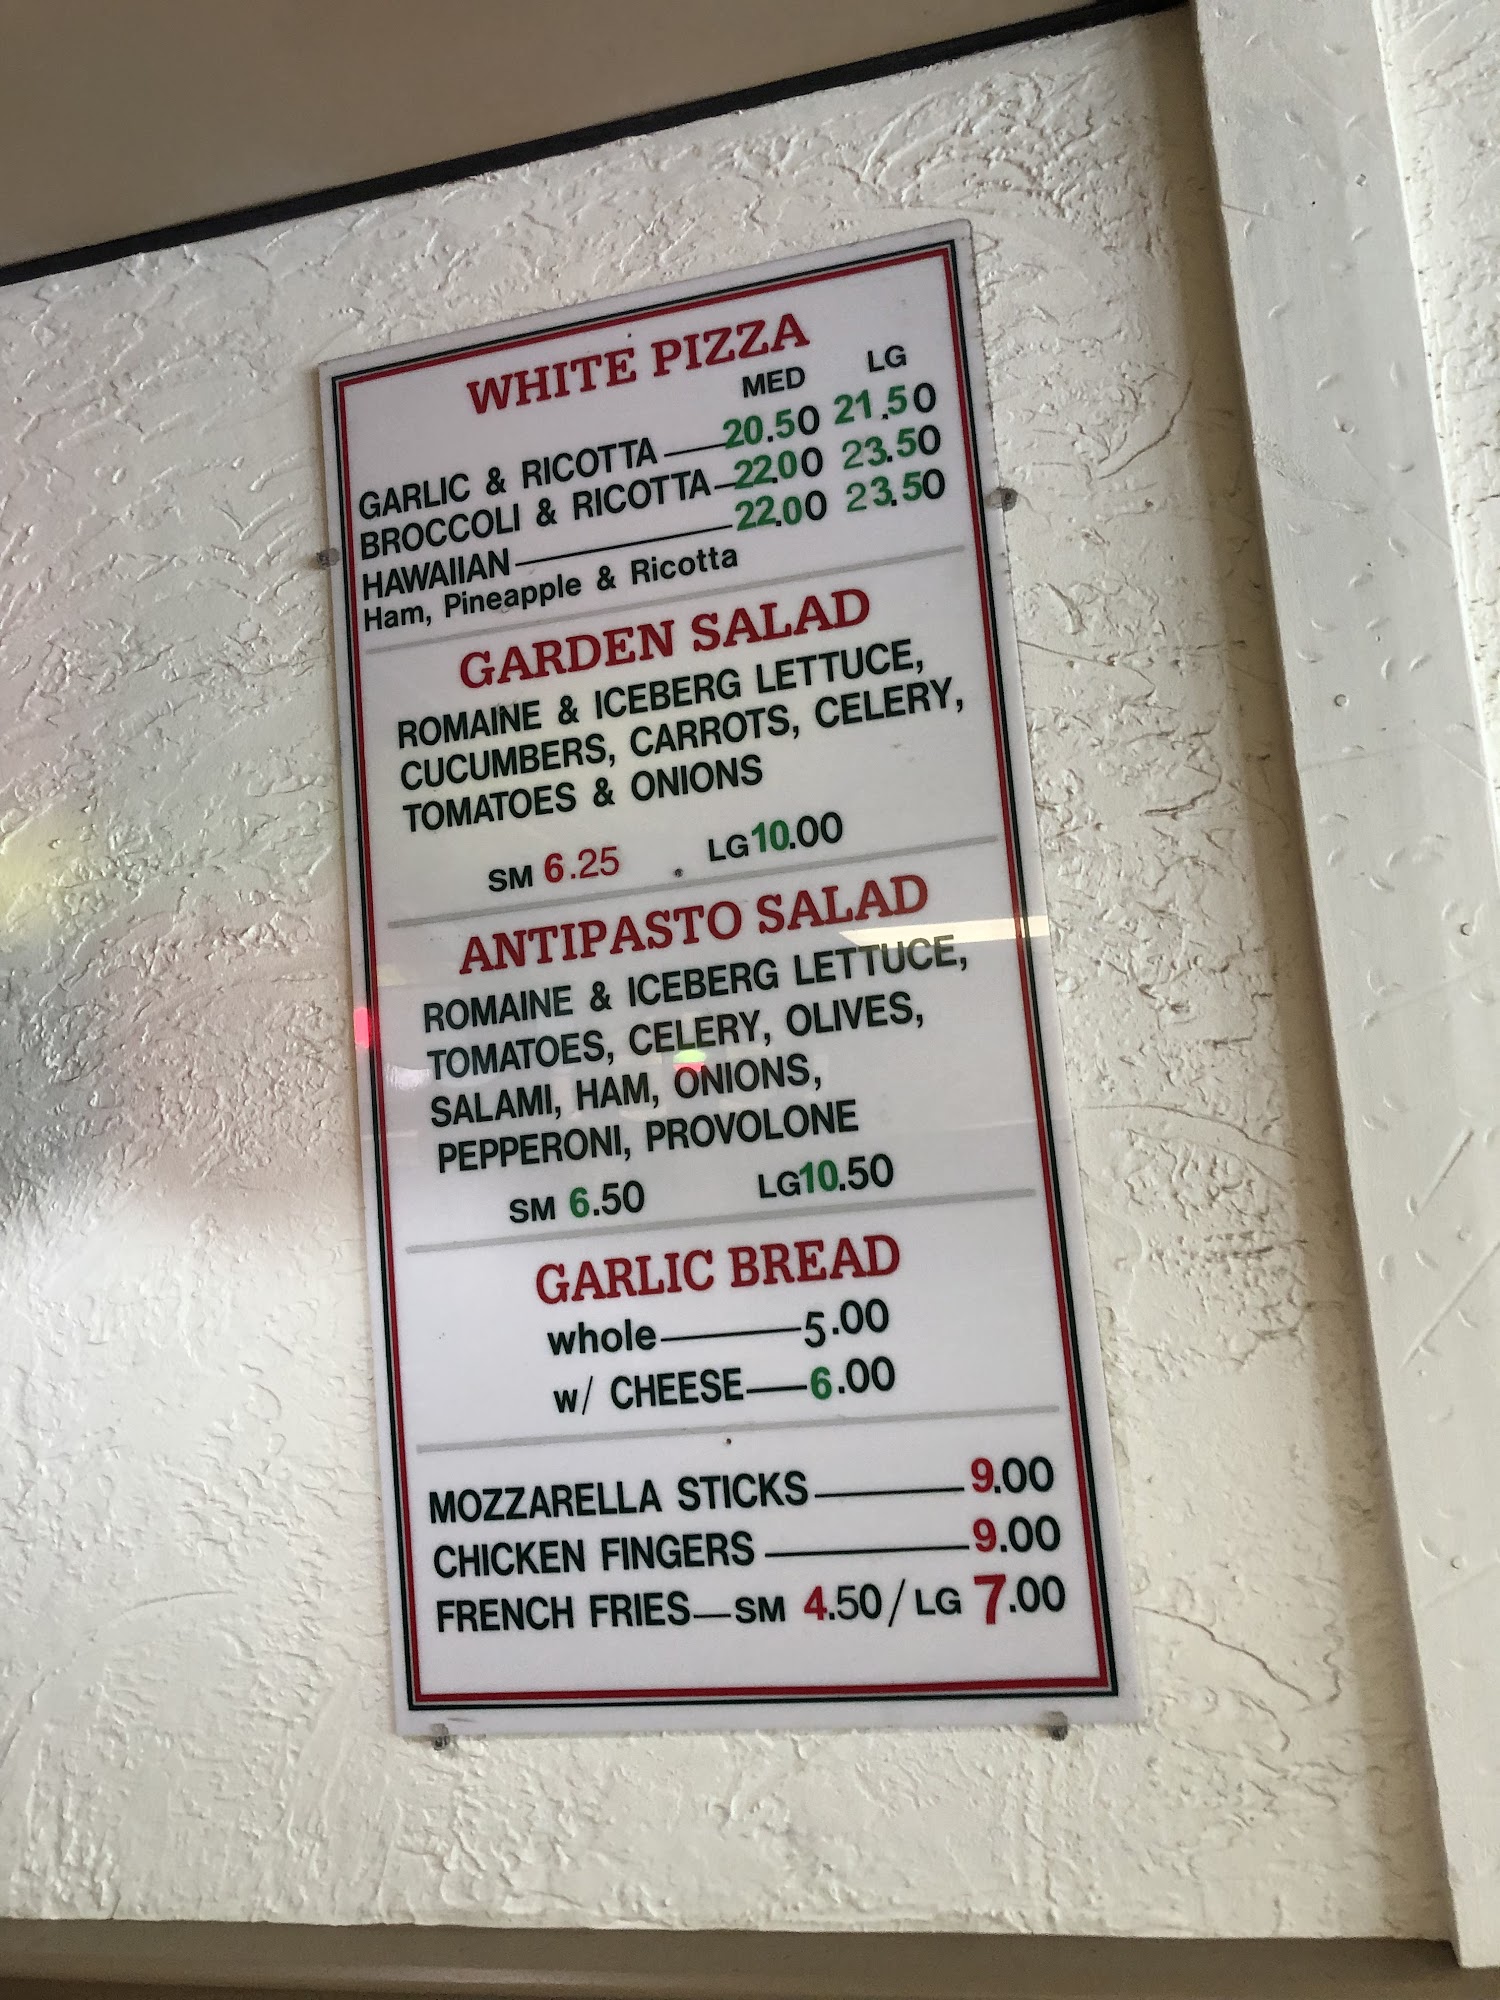 WHITE PIZZA
MED LG
GARLIC & RICOTTA 20.50 21.50
BROCCOLI & RICOTTA 22.00 23.50
HAWAIIAN 22.00 23.50
Ham, Pineapple & Ricotta
GARDEN SALAD
ROMAINE & ICEBERG LETTUCE,
CUCUMBERS, CARROTS, CELERY,
TOMATOES & ONIONS
SM 6.25 LG 10.00
ANTIPASTO SALAD
ROMAINE & ICEBERG LETTUCE,
TOMATOES, CELERY, OLIVES,
SALAMI, HAM, ONIONS,
PEPPERONI, PROVOLONE
SM 6.50 LG 10.50
GARLIC BREAD
whole 5.00
w/ CHEESE 6.00
MOZZARELLA STICKS 9.00
CHICKEN FINGERS 9.00
FRENCH FRIES SM 4.50/LG 7.00